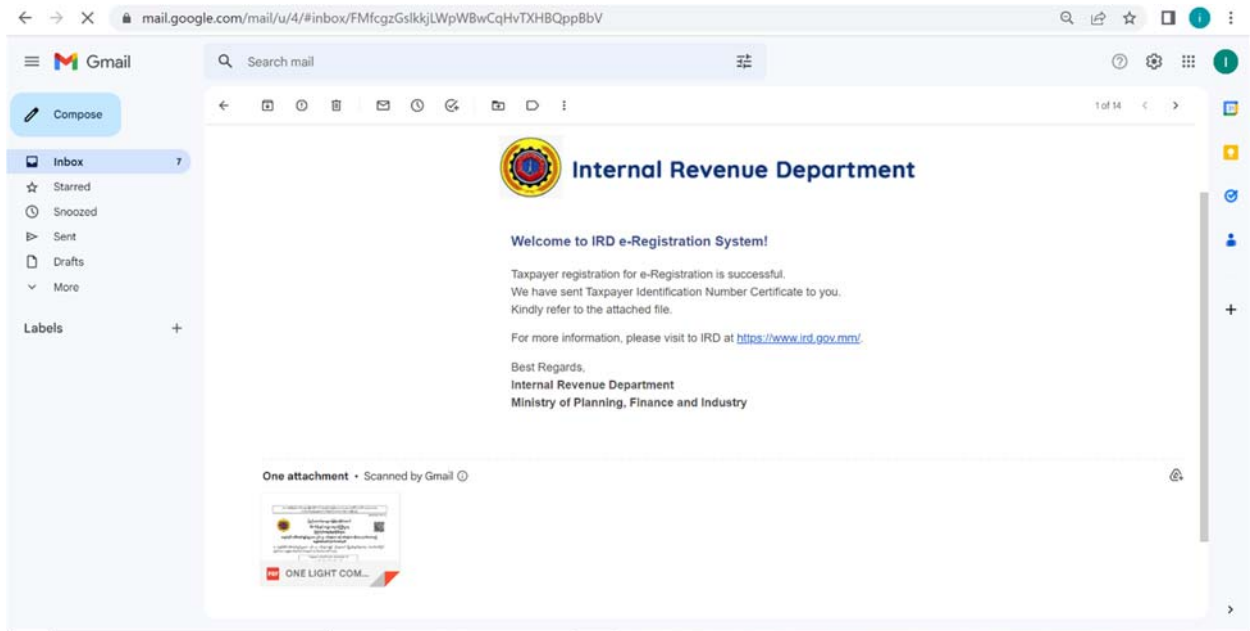 mail.google.com/mail/u/4/#inbox/FMfcgzGslkkjLWpWBwCqHvTXHBQppBbV
Gmail
Search mail
Compose
1 of 14
Inbox 7
Starred
Snoozed
Sent
Drafts
More
Labels
Internal Revenue Department
Welcome to IRD e-Registration System!
Taxpayer registration for e-Registration is successful.
We have sent Taxpayer Identification Number Certificate to you.
Kindly refer to the attached file.
For more information, please visit to IRD at https://www.ird.gov.mm/.
Best Regards,
Internal Revenue Department
Ministry of Planning, Finance and Industry
One attachment • Scanned by Gmail
PDF ONE LIGHT COM...